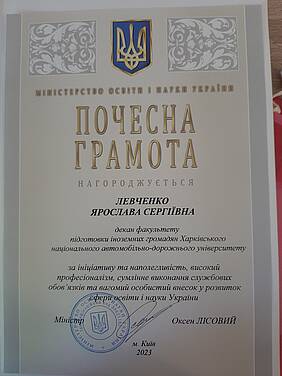 МІНІСТЕРСТВО ОСВІТИ І НАУКИ УКРАЇНИ
ПОЧЕСНА
ГРАМОТА
НАГОРОДЖУЄТЬСЯ
ЛЕВЧЕНКО
ЯРОСЛАВА СЕРГІЇВНА
декан факультету
підготовки іноземних громадян Харківського
національного автомобільно-дорожнього університету
за ініціативу та наполегливість, високий
професіоналізм, сумлінне виконання службових
обов'язків та вагомий особистий внесок у розвиток
сфери освіти і науки України
Міністр Оксен ЛІСОВИЙ
м. Київ
2023